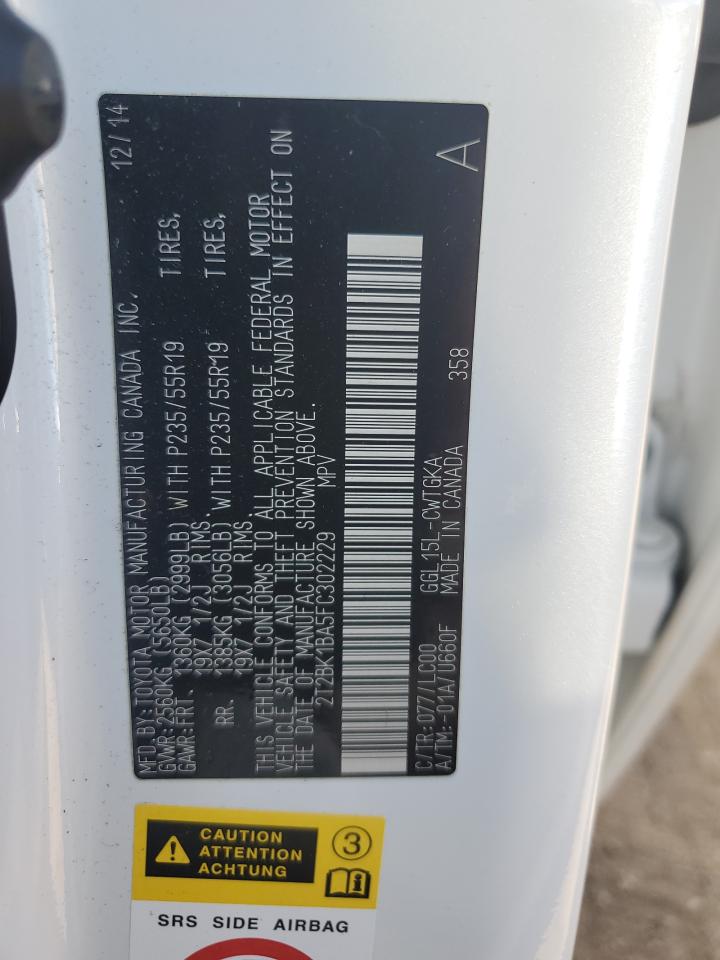 MFD. BY: TOYOTA MOTOR MANUFACTURING CANADA INC. 12/14
GVWR: 2560KG (5650LB)
GAWR: FRT. 1360KG (2999LB) WITH P235/55R19 TIRES,
19X7 1/2J RIMS.
RR. 1385KG (3056LB) WITH P235/55R19 TIRES,
19X7 1/2J RIMS.
THIS VEHICLE CONFORMS TO ALL APPLICABLE FEDERAL MOTOR
VEHICLE SAFETY AND THEFT PREVENTION STANDARDS IN EFFECT ON
THE DATE OF MANUFACTURE SHOWN ABOVE.
2T2BK1BA5FC302229 MPV
C/TR: 077/LC00 GGL15L-CWTGKA 358
A/TM: -01A/U660F MADE IN CANADA
A
CAUTION
ATTENTION
ACHTUNG
3
SRS SIDE AIRBAG